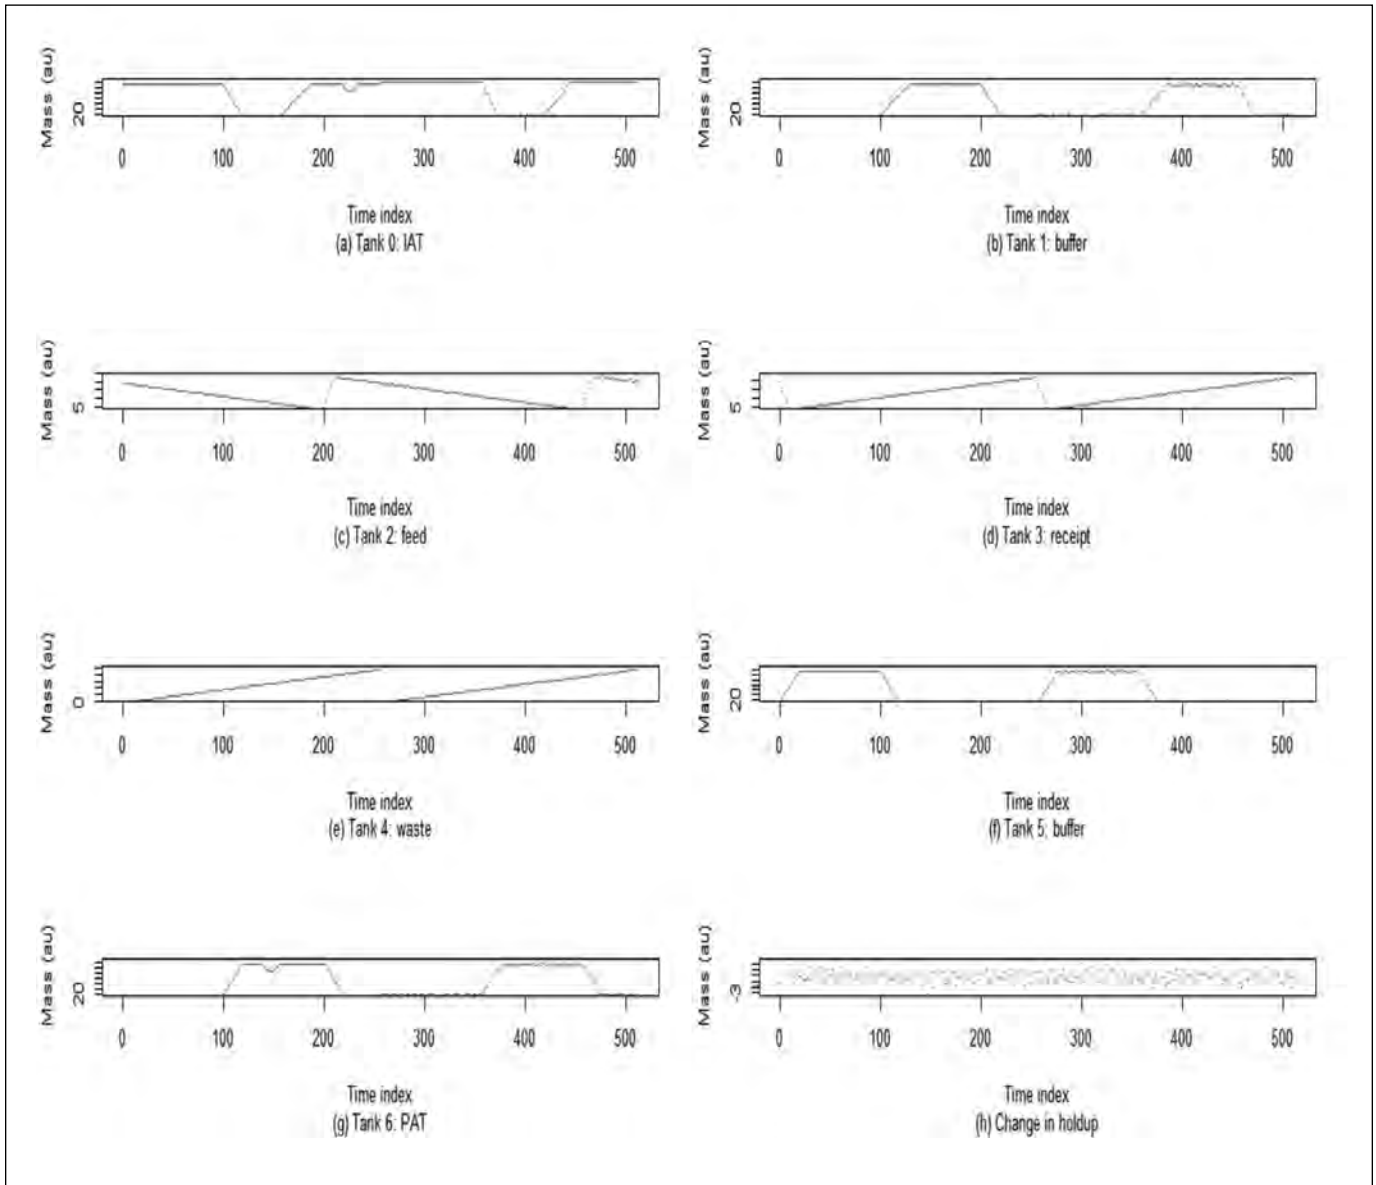 Mass (au)
20
0 100 200 300 400 500
Time index
(a) Tank 0: IAT
Mass (au)
20
0 100 200 300 400 500
Time index
(b) Tank 1: buffer
Mass (au)
5
0 100 200 300 400 500
Time index
(c) Tank 2: feed
Mass (au)
5
0 100 200 300 400 500
Time index
(d) Tank 3: receipt
Mass (au)
0
0 100 200 300 400 500
Time index
(e) Tank 4: waste
Mass (au)
20
0 100 200 300 400 500
Time index
(f) Tank 5: buffer
Mass (au)
20
0 100 200 300 400 500
Time index
(g) Tank 6: PAT
Mass (au)
-3
0 100 200 300 400 500
Time index
(h) Change in holdup